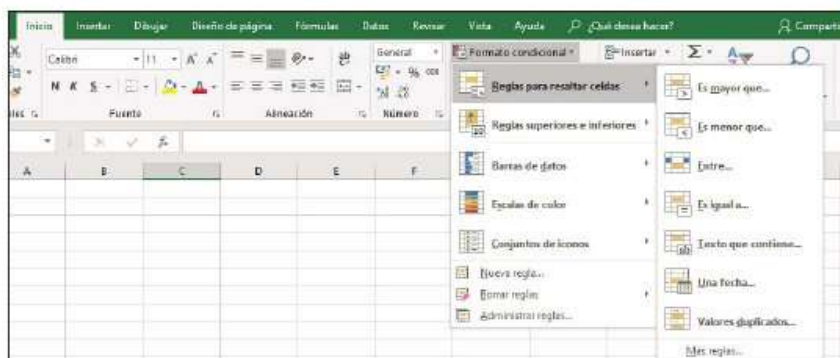 Inicio Insertar Dibujar Diseño de página Fórmulas Datos Revisar Vista Ayuda ¿Qué desea hacer? Comparti
Calibri 11 A A General Formato condicional Insertar Σ
N K S A % 000
Fuente Alineación Número
fx
A B C D E F
Reglas para resaltar celdas
Reglas superiores e inferiores
Barras de datos
Escalas de color
Conjuntos de iconos
Nueva regla...
Borrar reglas
Administrar reglas...
Es mayor que...
Es menor que...
Entre...
Es igual a...
Texto que contiene...
Una fecha...
Valores duplicados...
Más reglas...